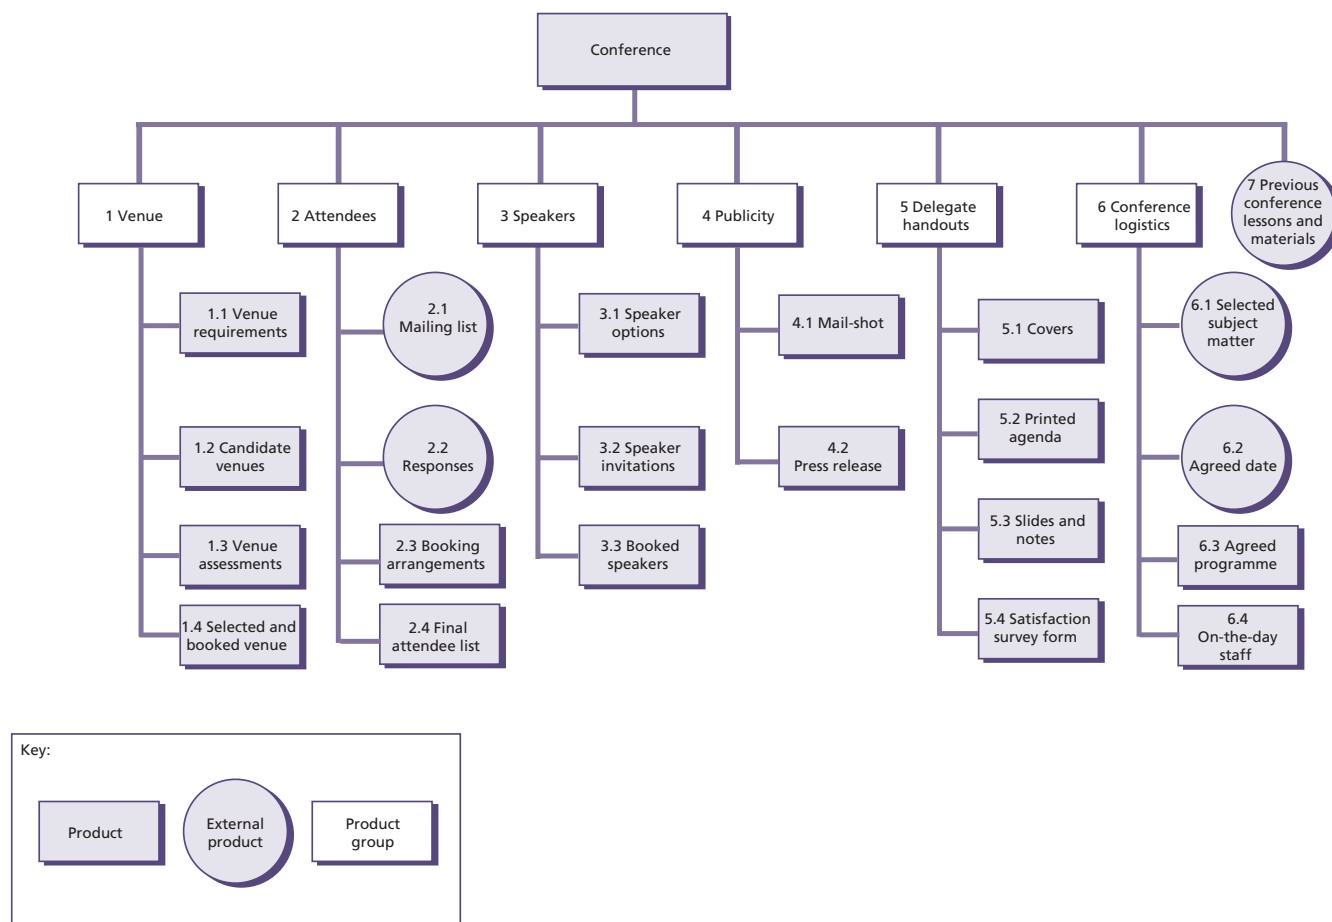 Conference
1 Venue
2 Attendees
3 Speakers
4 Publicity
5 Delegate
handouts
6 Conference
logistics
7 Previous
conference
lessons and
materials
1.1 Venue
requirements
1.2 Candidate
venues
1.3 Venue
assessments
1.4 Selected and
booked venue
2.1
Mailing list
2.2
Responses
2.3 Booking
arrangements
2.4 Final
attendee list
3.1 Speaker
options
3.2 Speaker
invitations
3.3 Booked
speakers
4.1 Mail-shot
4.2
Press release
5.1 Covers
5.2 Printed
agenda
5.3 Slides and
notes
5.4 Satisfaction
survey form
6.1 Selected
subject
matter
6.2
Agreed date
6.3 Agreed
programme
6.4
On-the-day
staff
Key:
Product
External
product
Product
group